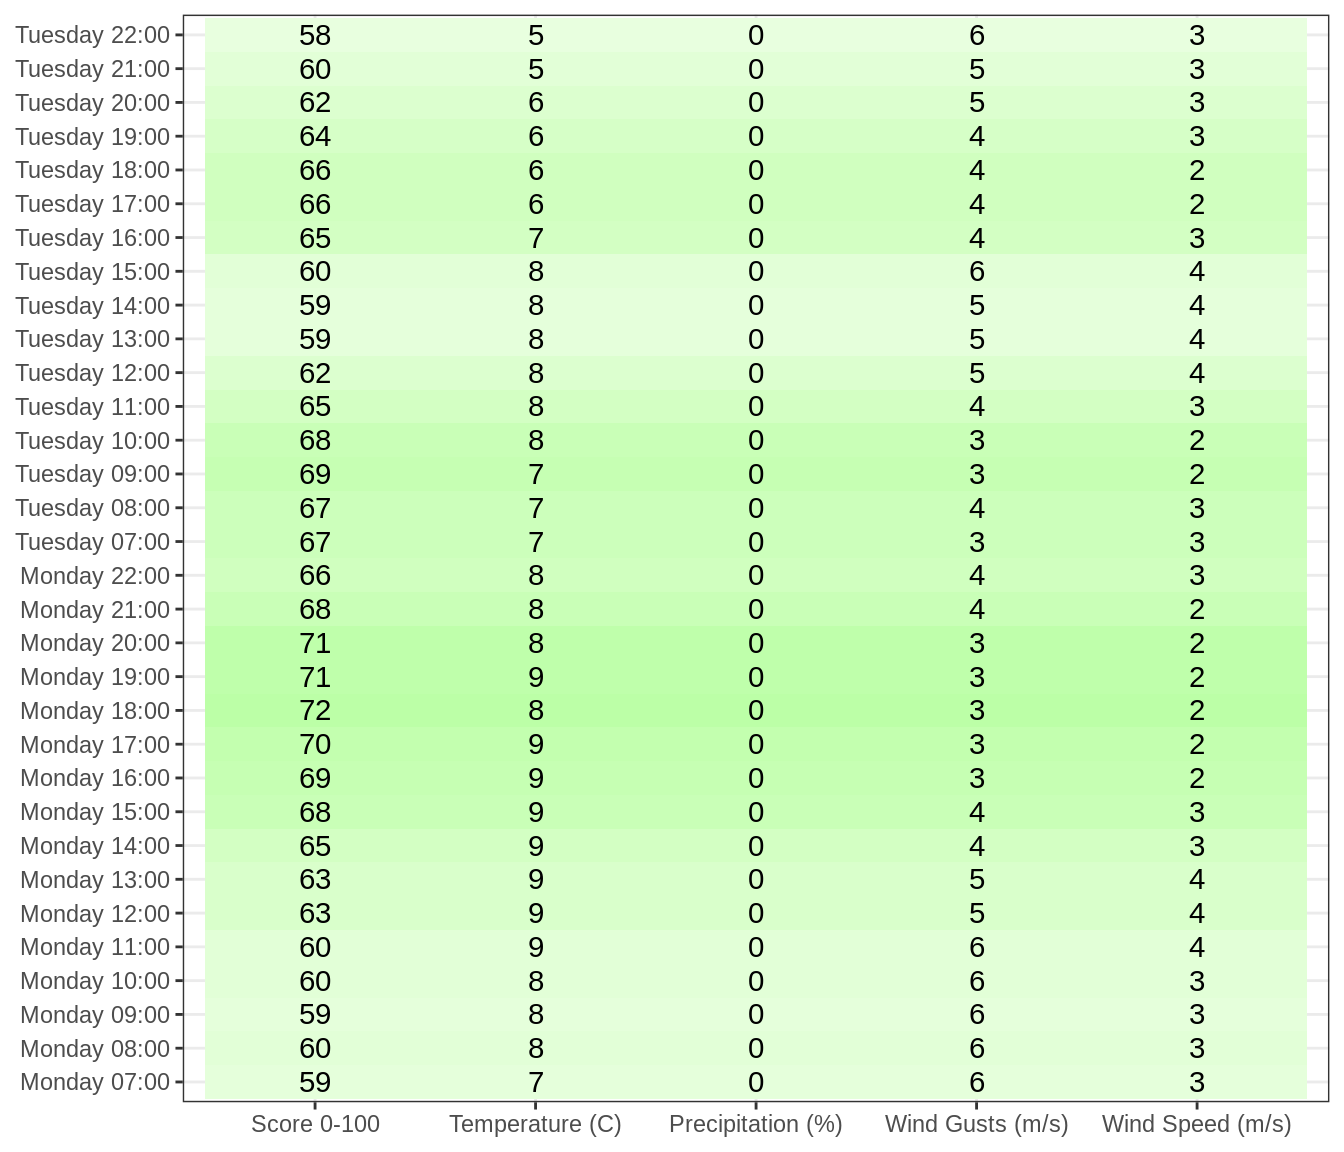 Tuesday 22:00 58 5 0 6 3
Tuesday 21:00 60 5 0 5 3
Tuesday 20:00 62 6 0 5 3
Tuesday 19:00 64 6 0 4 3
Tuesday 18:00 66 6 0 4 2
Tuesday 17:00 66 6 0 4 2
Tuesday 16:00 65 7 0 4 3
Tuesday 15:00 60 8 0 6 4
Tuesday 14:00 59 8 0 5 4
Tuesday 13:00 59 8 0 5 4
Tuesday 12:00 62 8 0 5 4
Tuesday 11:00 65 8 0 4 3
Tuesday 10:00 68 8 0 3 2
Tuesday 09:00 69 7 0 3 2
Tuesday 08:00 67 7 0 4 3
Tuesday 07:00 67 7 0 3 3
Monday 22:00 66 8 0 4 3
Monday 21:00 68 8 0 4 2
Monday 20:00 71 8 0 3 2
Monday 19:00 71 9 0 3 2
Monday 18:00 72 8 0 3 2
Monday 17:00 70 9 0 3 2
Monday 16:00 69 9 0 3 2
Monday 15:00 68 9 0 4 3
Monday 14:00 65 9 0 4 3
Monday 13:00 63 9 0 5 4
Monday 12:00 63 9 0 5 4
Monday 11:00 60 9 0 6 4
Monday 10:00 60 8 0 6 3
Monday 09:00 59 8 0 6 3
Monday 08:00 60 8 0 6 3
Monday 07:00 59 7 0 6 3
Score 0-100 Temperature (C) Precipitation (%) Wind Gusts (m/s) Wind Speed (m/s)